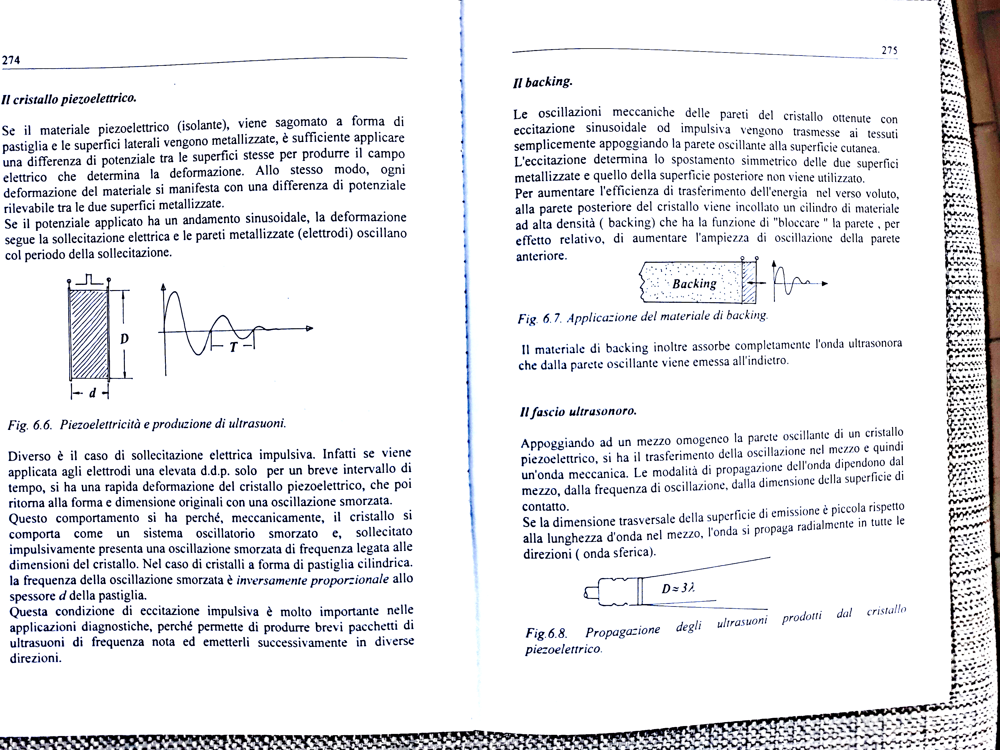 274
Il cristallo piezoelettrico.
Se il materiale piezoelettrico (isolante), viene sagomato a forma di
pastiglia e le superfici laterali vengono metallizzate, è sufficiente applicare
una differenza di potenziale tra le superfici stesse per produrre il campo
elettrico che determina la deformazione. Allo stesso modo, ogni
deformazione del materiale si manifesta con una differenza di potenziale
rilevabile tra le due superfici metallizzate.
Se il potenziale applicato ha un andamento sinusoidale, la deformazione
segue la sollecitazione elettrica e le pareti metallizzate (elettrodi) oscillano
col periodo della sollecitazione.
D
T
d
Fig. 6.6. Piezoelettricità e produzione di ultrasuoni.
Diverso è il caso di sollecitazione elettrica impulsiva. Infatti se viene
applicata agli elettrodi una elevata d.d.p. solo per un breve intervallo di
tempo, si ha una rapida deformazione del cristallo piezoelettrico, che poi
ritorna alla forma e dimensione originali con una oscillazione smorzata.
Questo comportamento si ha perché, meccanicamente, il cristallo si
comporta come un sistema oscillatorio smorzato e, sollecitato
impulsivamente presenta una oscillazione smorzata di frequenza legata alle
dimensioni del cristallo. Nel caso di cristalli a forma di pastiglia cilindrica.
la frequenza della oscillazione smorzata è inversamente proporzionale allo
spessore d della pastiglia.
Questa condizione di eccitazione impulsiva è molto importante nelle
applicazioni diagnostiche, perché permette di produrre brevi pacchetti di
ultrasuoni di frequenza nota ed emetterli successivamente in diverse
direzioni.
275
Il backing.
Le oscillazioni meccaniche delle pareti del cristallo ottenute con
eccitazione sinusoidale od impulsiva vengono trasmesse ai tessuti
semplicemente appoggiando la parete oscillante alla superficie cutanea.
L'eccitazione determina lo spostamento simmetrico delle due superfici
metallizzate e quello della superficie posteriore non viene utilizzato.
Per aumentare l'efficienza di trasferimento dell'energia nel verso voluto,
alla parete posteriore del cristallo viene incollato un cilindro di materiale
ad alta densità ( backing) che ha la funzione di "bloccare " la parete , per
effetto relativo, di aumentare l'ampiezza di oscillazione della parete
anteriore.
Backing
Fig. 6.7. Applicazione del materiale di backing.
Il materiale di backing inoltre assorbe completamente l'onda ultrasonora
che dalla parete oscillante viene emessa all'indietro.
Il fascio ultrasonoro.
Appoggiando ad un mezzo omogeneo la parete oscillante di un cristallo
piezoelettrico, si ha il trasferimento della oscillazione nel mezzo e quindi
un'onda meccanica. Le modalità di propagazione dell'onda dipendono dal
mezzo, dalla frequenza di oscillazione, dalla dimensione della superficie di
contatto.
Se la dimensione trasversale della superficie di emissione è piccola rispetto
alla lunghezza d'onda nel mezzo, l'onda si propaga radialmente in tutte le
direzioni ( onda sferica).
D≈3λ
Fig.6.8. Propagazione degli ultrasuoni prodotti dal cristallo
piezoelettrico.